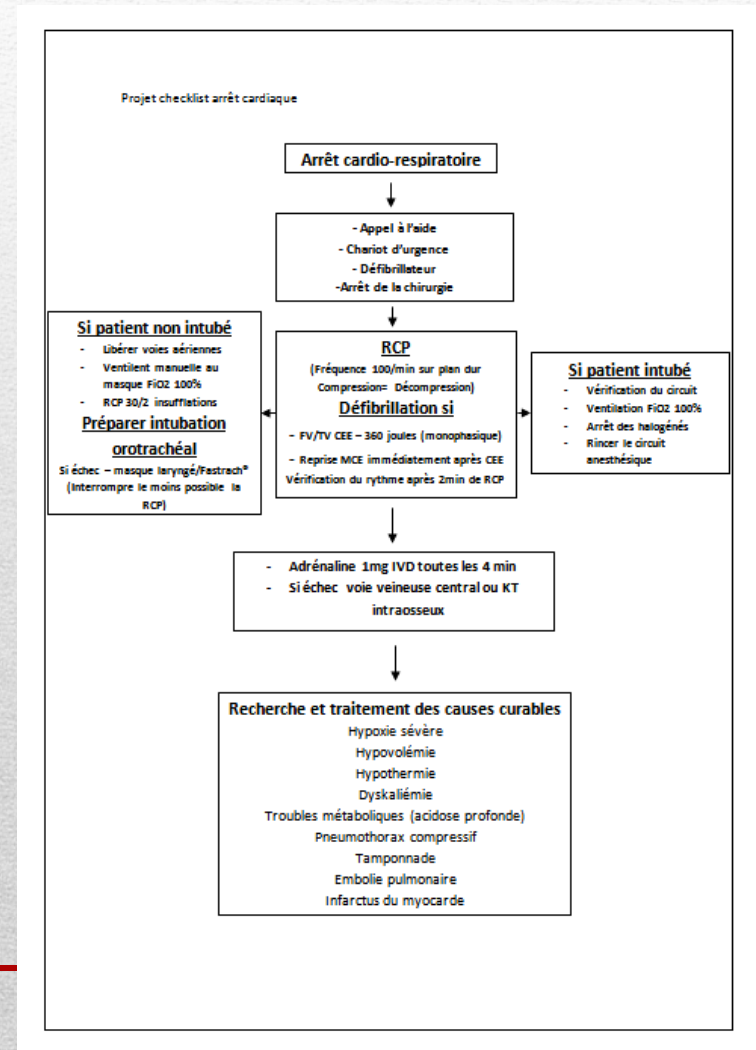 Projet checklist arrêt cardiaque
Arrêt cardio-respiratoire
- Appel à l'aide
- Chariot d'urgence
- Défibrillateur
-Arrêt de la chirurgie
Si patient non intubé
- Libérer voies aériennes
- Ventilent manuelle au
masque FiO2 100%
- RCP 30/2 insufflations
Préparer intubation
orotrachéal
Si échec – masque laryngé/Fastrach®
(Interrompre le moins possible la
RCP)
RCP
(Fréquence 100/min sur plan dur
Compression= Décompression)
Défibrillation si
- FV/TV CEE – 360 joules (monophasique)
- Reprise MCE immédiatement après CEE
Vérification du rythme après 2min de RCP
Si patient intubé
- Vérification du circuit
- Ventilation FiO2 100%
- Arrêt des halogénés
- Rincer le circuit
anesthésique
- Adrénaline 1mg IVD toutes les 4 min
- Si échec voie veineuse central ou KT
intraosseux
Recherche et traitement des causes curables
Hypoxie sévère
Hypovolémie
Hypothermie
Dyskaliémie
Troubles métaboliques (acidose profonde)
Pneumothorax compressif
Tamponnade
Embolie pulmonaire
Infarctus du myocarde